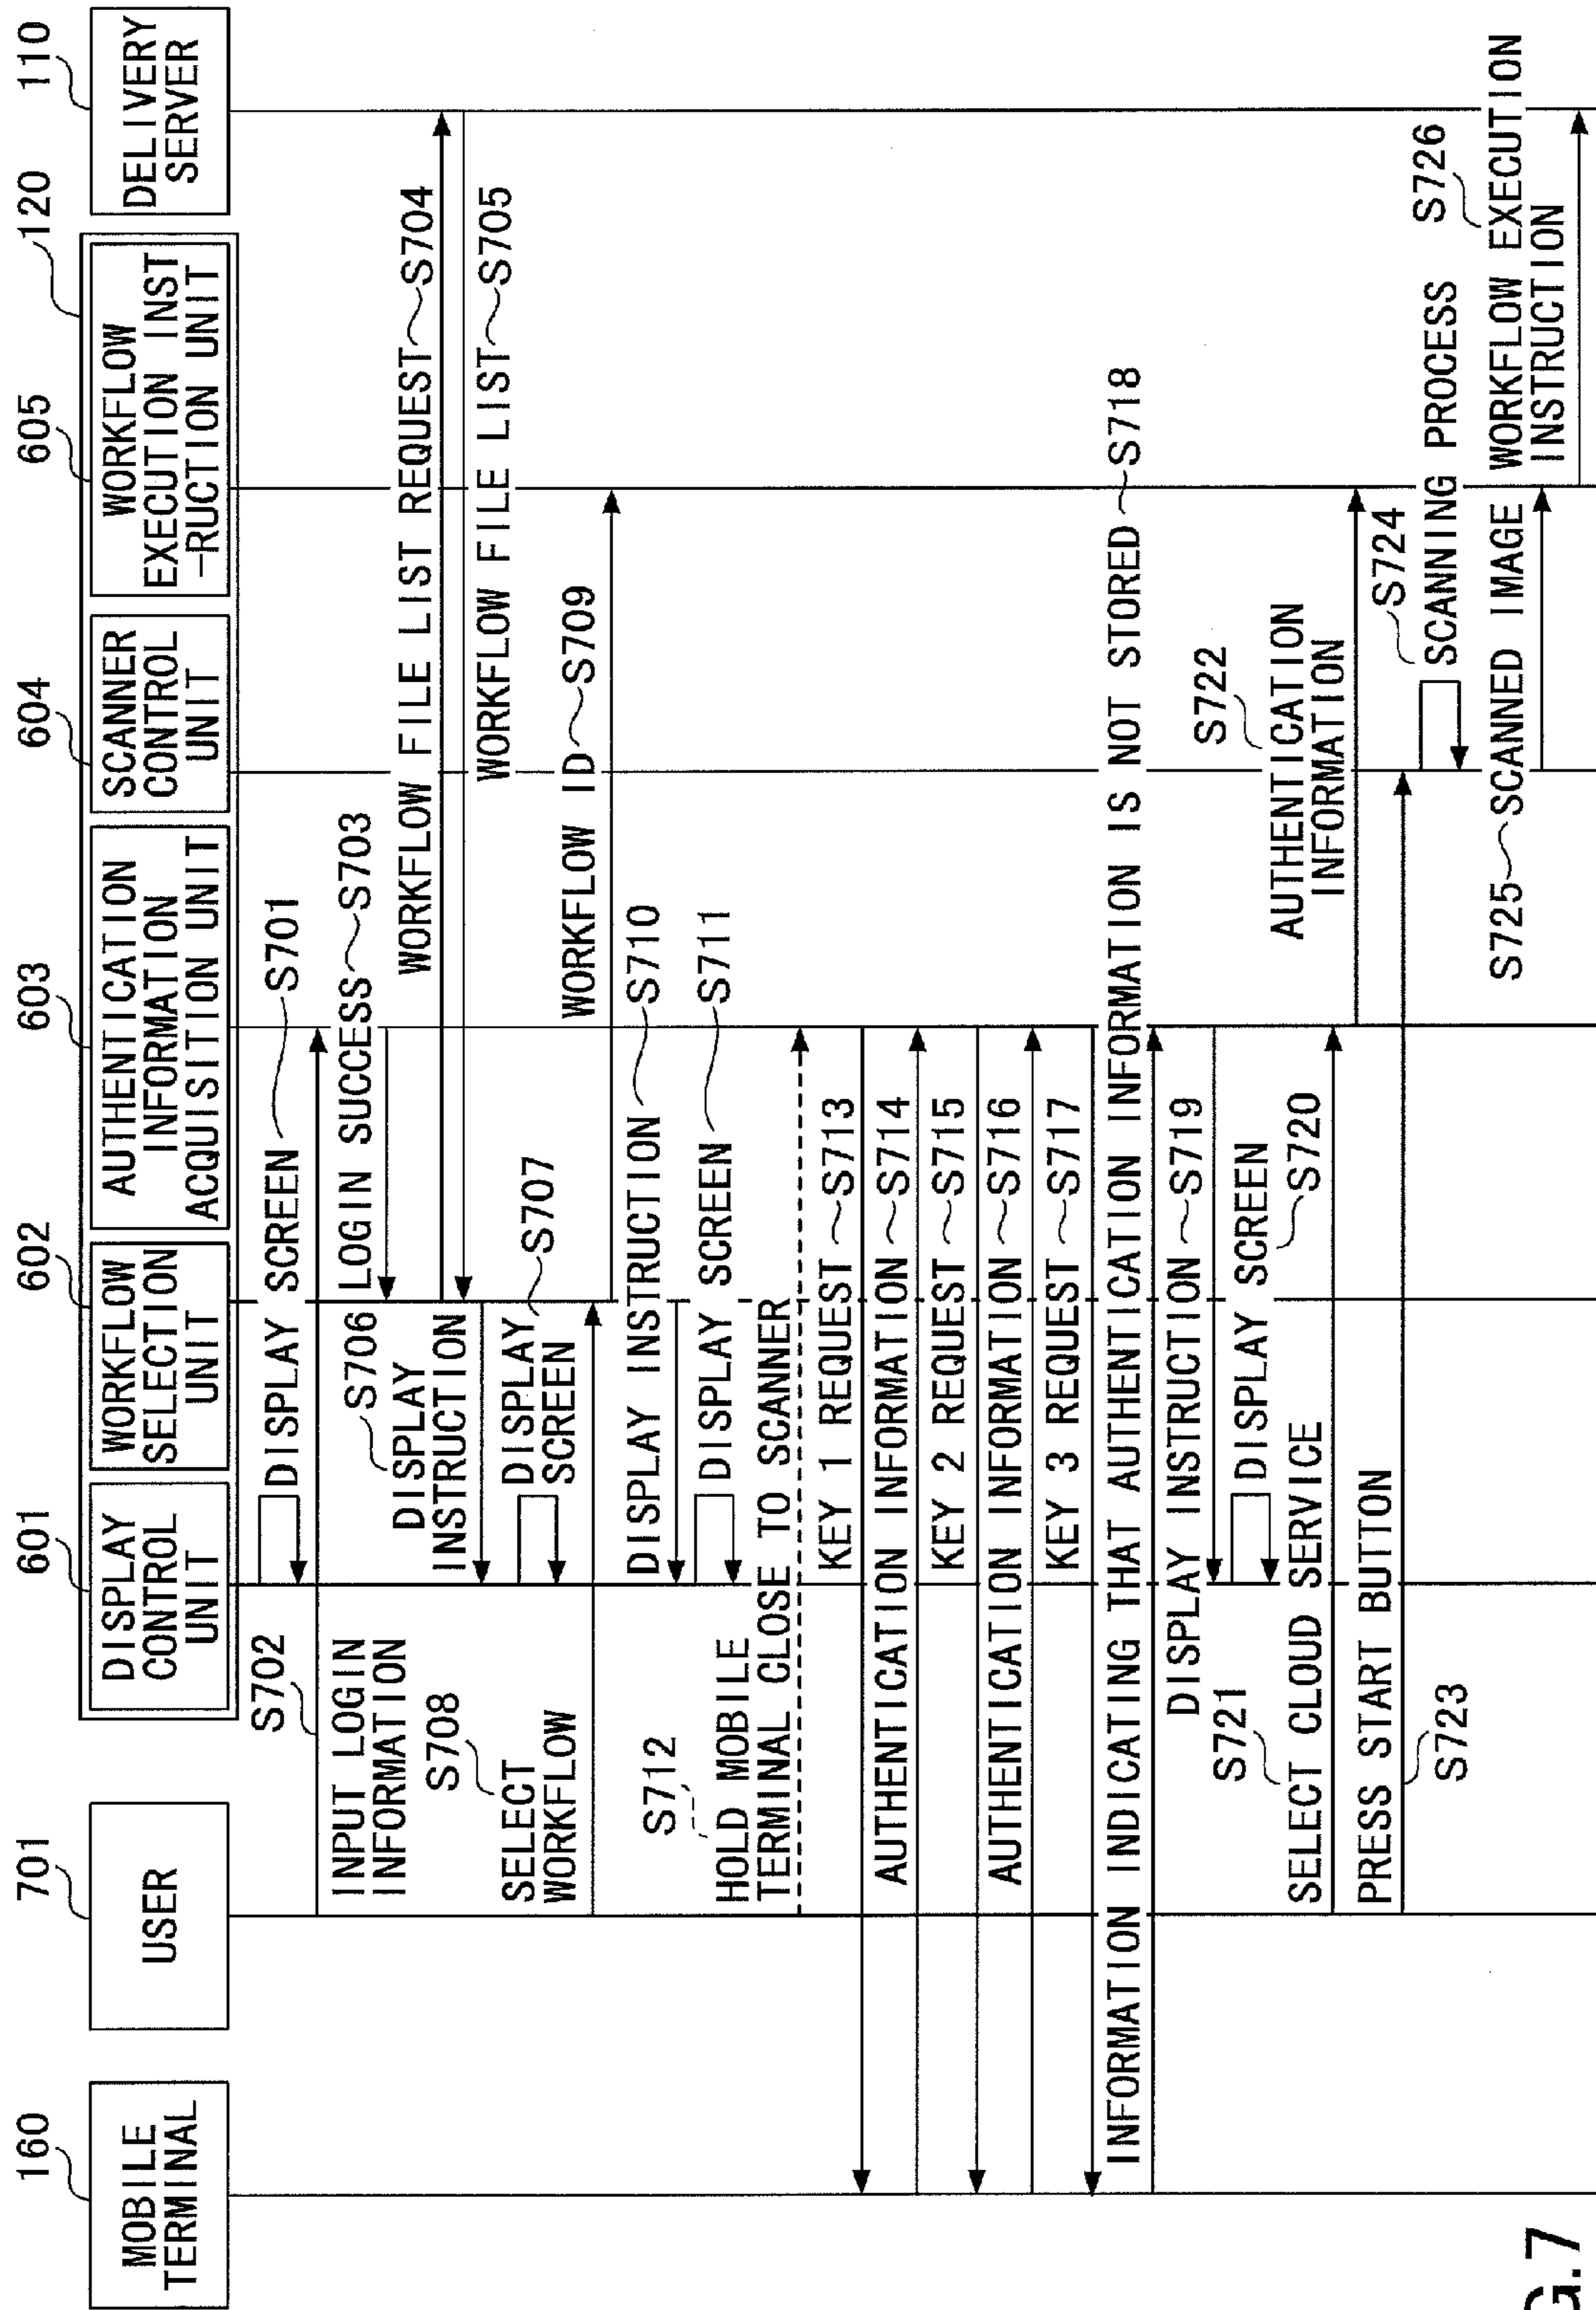 160
MOBILE
TERMINAL
701
USER
601
DISPLAY
CONTROL
UNIT
602
WORKFLOW
SELECTION
UNIT
603
AUTHENTICATION
INFORMATION
ACQUISITION UNIT
604
SCANNER
CONTROL
UNIT
605
WORKFLOW
EXECUTION INST
-RUCTION UNIT
120
110
DELIVERY
SERVER
DISPLAY SCREEN S701
S702
INPUT LOGIN
INFORMATION
LOGIN SUCCESS S703
WORKFLOW FILE LIST REQUEST S704
WORKFLOW FILE LIST S705
S706
DISPLAY
INSTRUCTION
DISPLAY
SCREEN
S707
S708
SELECT
WORKFLOW
WORKFLOW ID S709
DISPLAY INSTRUCTION S710
DISPLAY SCREEN S711
S712
HOLD MOBILE
TERMINAL CLOSE TO SCANNER
KEY 1 REQUEST S713
AUTHENTICATION INFORMATION S714
KEY 2 REQUEST S715
AUTHENTICATION INFORMATION S716
KEY 3 REQUEST S717
INFORMATION INDICATING THAT AUTHENTICATION INFORMATION IS NOT STORED S718
DISPLAY INSTRUCTION S719
DISPLAY SCREEN
S720
S721
SELECT CLOUD SERVICE
S722
AUTHENTICATION
INFORMATION
PRESS START BUTTON
S723
S724
SCANNING PROCESS
S725 SCANNED IMAGE
S726
WORKFLOW EXECUTION
INSTRUCTION
G.7